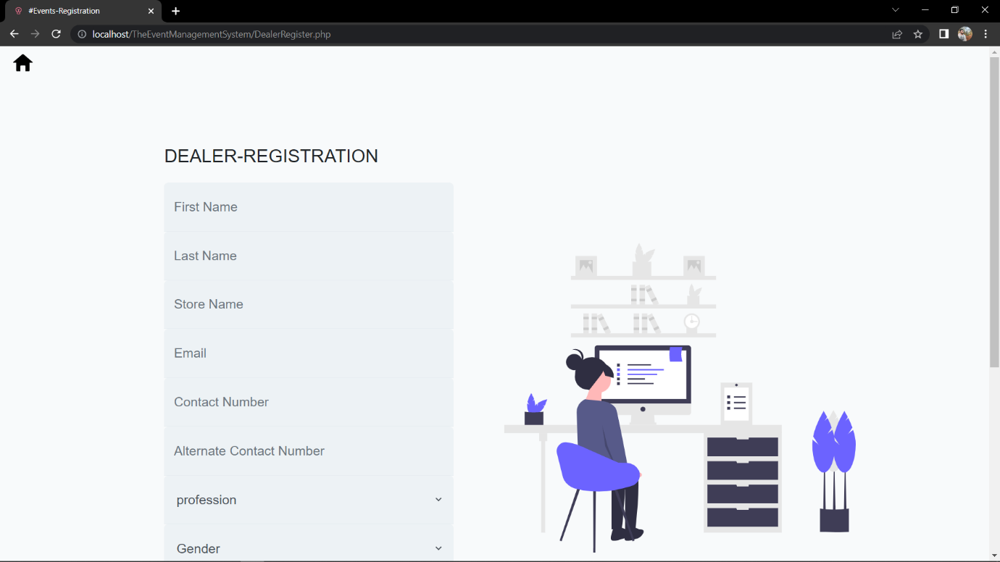 #Events-Registration
localhost/TheEventManagementSystem/DealerRegister.php
DEALER-REGISTRATION
First Name
Last Name
Store Name
Email
Contact Number
Alternate Contact Number
profession
Gender